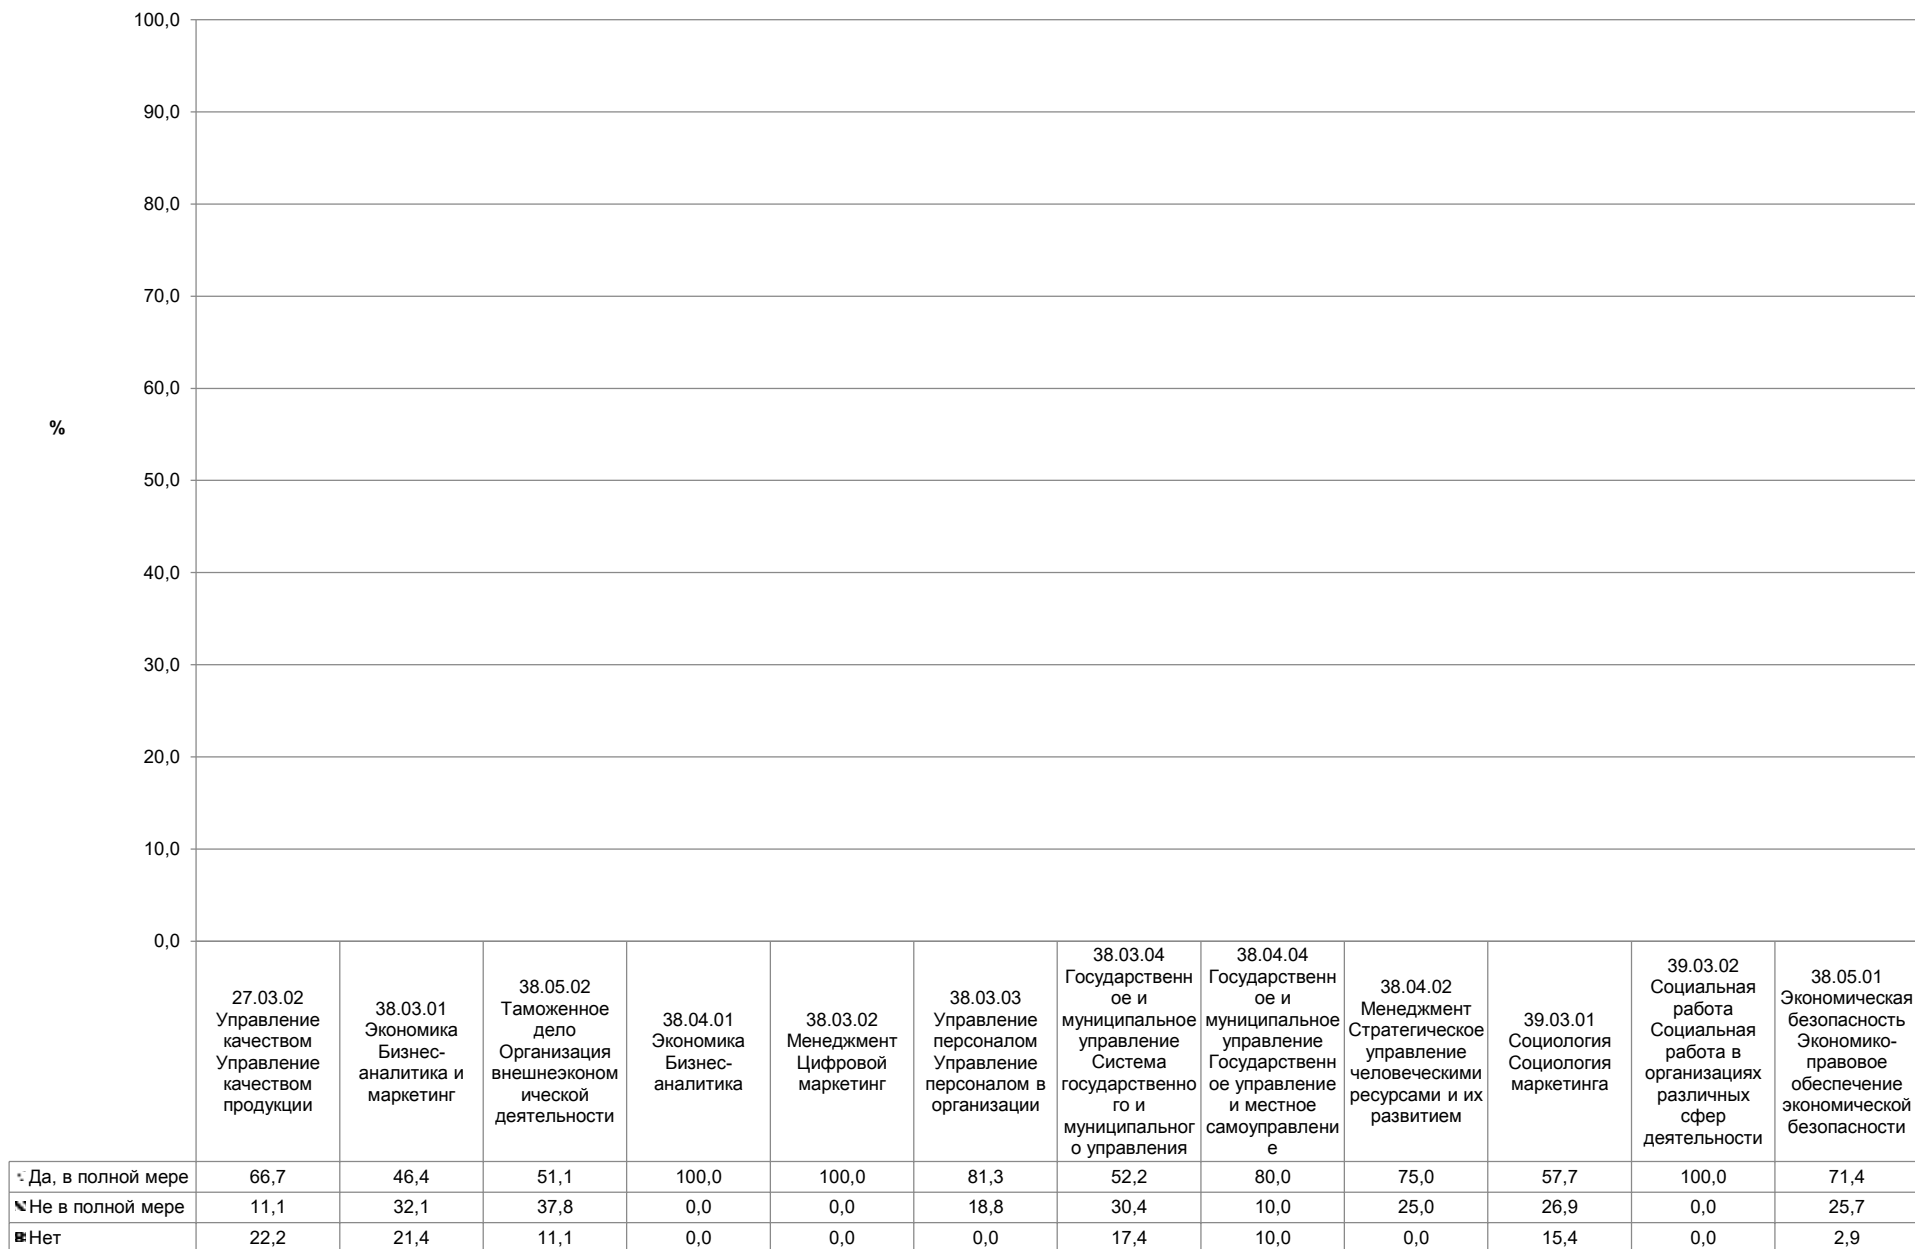 100,0
90,0
80,0
70,0
60,0
%
50,0
40,0
30,0
20,0
10,0
0,0
27.03.02
Управление
качеством
Управление
качеством
продукции
38.03.01
Экономика
Бизнес-
аналитика и
маркетинг
38.05.02
Таможенное
дело
Организация
внешнеэконом
ической
деятельности
38.04.01
Экономика
Бизнес-
аналитика
38.03.02
Менеджмент
Цифровой
маркетинг
38.03.03
Управление
персоналом
Управление
персоналом в
организации
38.03.04
Государственн
ое и
муниципальное
управление
Система
государственно
го и
муниципальног
о управления
38.04.04
Государственн
ое и
муниципальное
управление
Государственн
ое управление
и местное
самоуправлени
е
38.04.02
Менеджмент
Стратегическое
управление
человеческими
ресурсами и их
развитием
39.03.01
Социология
Социология
маркетинга
39.03.02
Социальная
работа
Социальная
работа в
организациях
различных
сфер
деятельности
38.05.01
Экономическая
безопасность
Экономико-
правовое
обеспечение
экономической
безопасности
Да, в полной мере 66,7 46,4 51,1 100,0 100,0 81,3 52,2 80,0 75,0 57,7 100,0 71,4
Не в полной мере 11,1 32,1 37,8 0,0 0,0 18,8 30,4 10,0 25,0 26,9 0,0 25,7
Нет 22,2 21,4 11,1 0,0 0,0 0,0 17,4 10,0 0,0 15,4 0,0 2,9